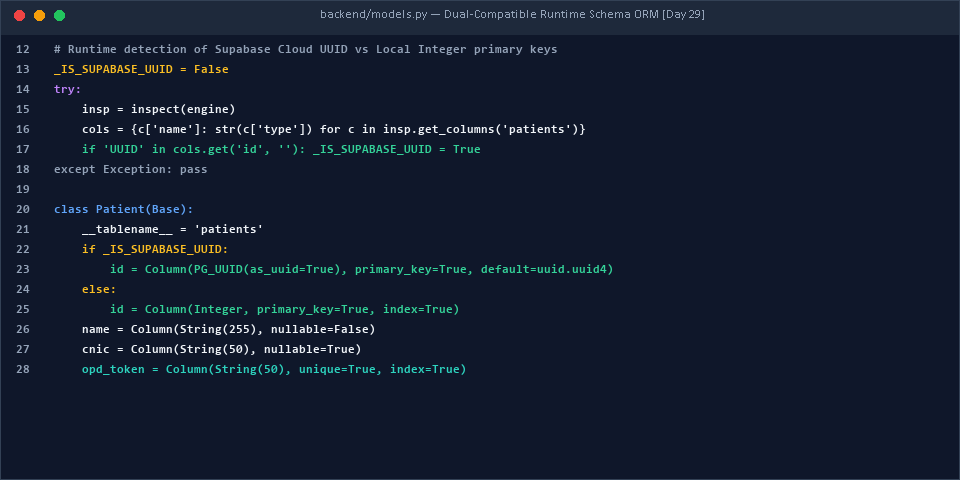 backend/models.py — Dual-Compatible Runtime Schema ORM [Day 29]
12 # Runtime detection of Supabase Cloud UUID vs Local Integer primary keys
13 _IS_SUPABASE_UUID = False
14 try:
15     insp = inspect(engine)
16     cols = {c['name']: str(c['type']) for c in insp.get_columns('patients')}
17     if 'UUID' in cols.get('id', ''): _IS_SUPABASE_UUID = True
18 except Exception: pass
19
20 class Patient(Base):
21     __tablename__ = 'patients'
22     if _IS_SUPABASE_UUID:
23         id = Column(PG_UUID(as_uuid=True), primary_key=True, default=uuid.uuid4)
24     else:
25         id = Column(Integer, primary_key=True, index=True)
26     name = Column(String(255), nullable=False)
27     cnic = Column(String(50), nullable=True)
28     opd_token = Column(String(50), unique=True, index=True)